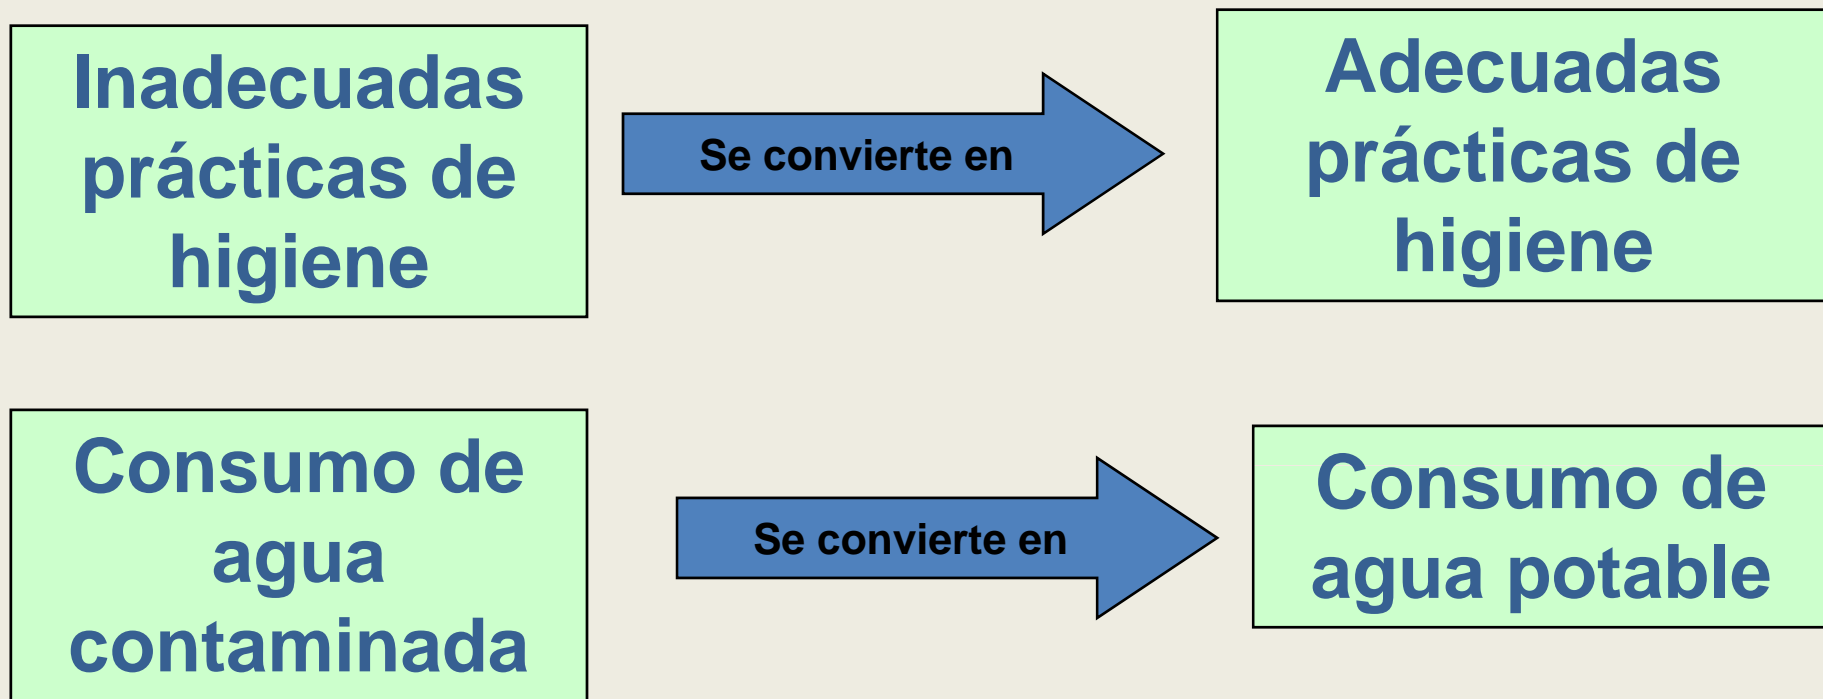 Inadecuadas
prácticas de
higiene
Se convierte en
Adecuadas
prácticas de
higiene
Consumo de
agua
contaminada
Se convierte en
Consumo de
agua potable